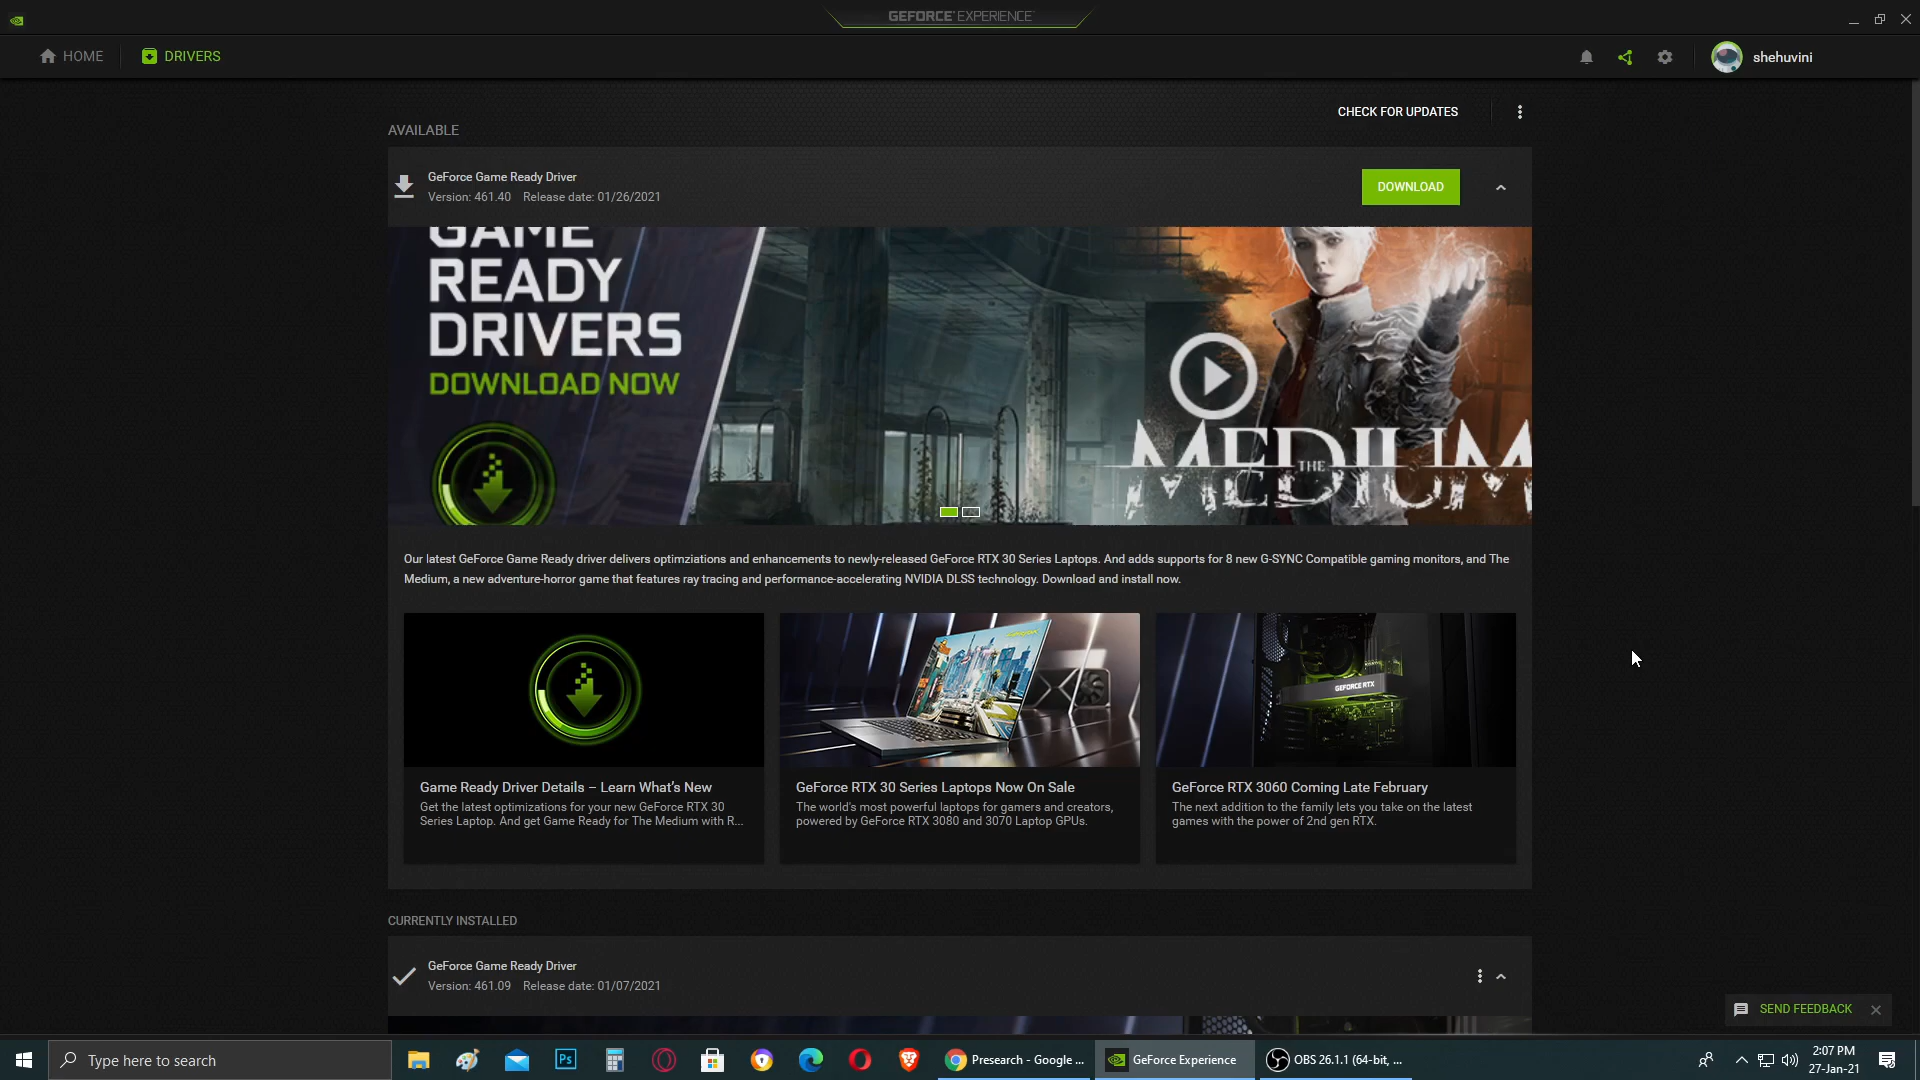 GEFORCE EXPERIENCE
HOME
DRIVERS
shehuvini
CHECK FOR UPDATES
AVAILABLE
GeForce Game Ready Driver
Version: 461.40 Release date: 01/26/2021
DOWNLOAD
GAME
READY
DRIVERS
DOWNLOAD NOW
THE
MEDIUM
Our latest GeForce Game Ready driver delivers optimziations and enhancements to newly-released GeForce RTX 30 Series Laptops. And adds supports for 8 new G-SYNC Compatible gaming monitors, and The
Medium, a new adventure-horror game that features ray tracing and performance-accelerating NVIDIA DLSS technology. Download and install now.
GEFORCE RTX
Game Ready Driver Details – Learn What's New
Get the latest optimizations for your new GeForce RTX 30
Series Laptop. And get Game Ready for The Medium with R...
GeForce RTX 30 Series Laptops Now On Sale
The world's most powerful laptops for gamers and creators,
powered by GeForce RTX 3080 and 3070 Laptop GPUs.
GeForce RTX 3060 Coming Late February
The next addition to the family lets you take on the latest
games with the power of 2nd gen RTX.
CURRENTLY INSTALLED
GeForce Game Ready Driver
Version: 461.09 Release date: 01/07/2021
SEND FEEDBACK
Type here to search
Ps
Presearch - Google ...
GeForce Experience
OBS 26.1.1 (64-bit, ...
2:07 PM
27-Jan-21